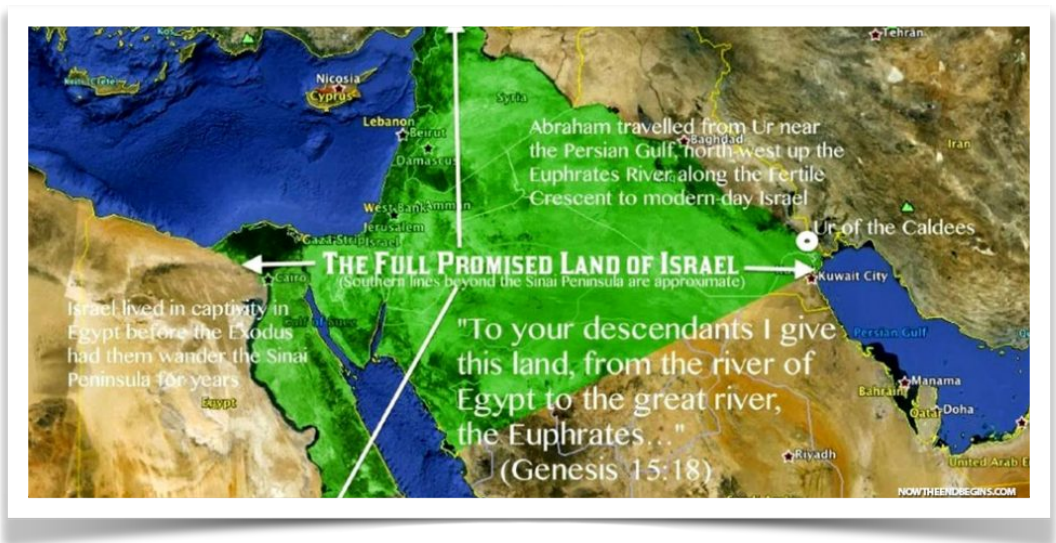 Tehran
Nicosia
Cyprus
Syria
Lebanon
Beirut
Damascus
Abraham travelled from Ur near
the Persian Gulf, north-west up the
Euphrates River along the Fertile
Crescent to modern-day Israel
Baghdad
Iran
West Bank
Amman
Jerusalem
Gaza Strip
Israel
Ur of the Caldees
THE FULL PROMISED LAND OF ISRAEL
(Southern lines beyond the Sinai Peninsula are approximate)
Cairo
Kuwait City
Israel lived in captivity in
Egypt before the Exodus
had them wander the Sinai
Peninsula for years
Gulf of Suez
Egypt
"To your descendants I give
this land, from the river of
Egypt to the great river,
the Euphrates..."
(Genesis 15:18)
Persian Gulf
Manama
Bahrain
Qatar
Doha
Riyadh
United Arab E
NOWTHEENDBEGINS.COM